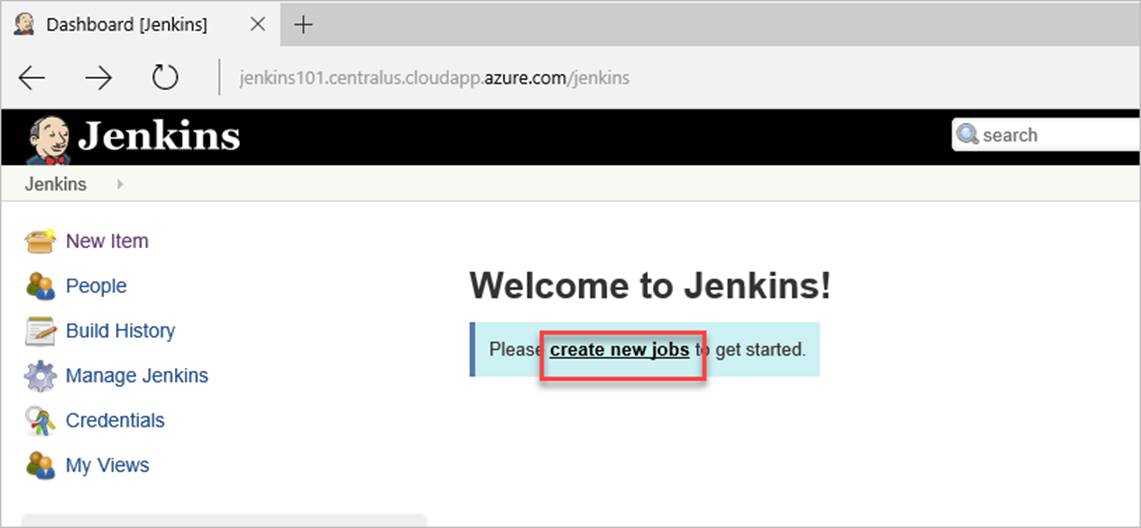 Dashboard [Jenkins]
jenkins101.centralus.cloudapp.azure.com/jenkins
Jenkins
search
Jenkins
New Item
People
Build History
Manage Jenkins
Credentials
My Views
Welcome to Jenkins!
Please create new jobs to get started.